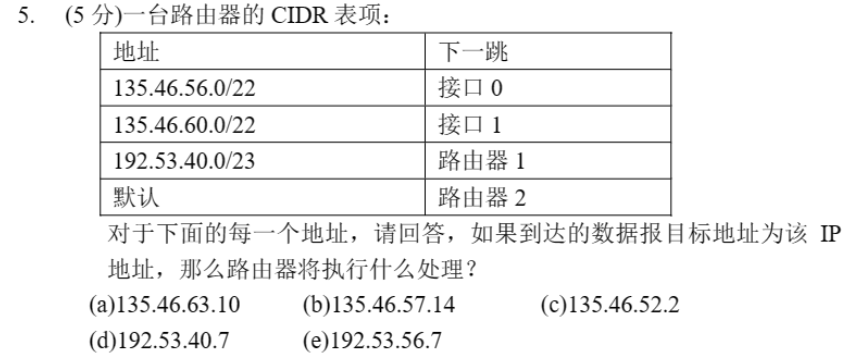 5. (5 分)一台路由器的 CIDR 表项：
地址 下一跳
135.46.56.0/22 接口 0
135.46.60.0/22 接口 1
192.53.40.0/23 路由器 1
默认 路由器 2
对于下面的每一个地址，请回答，如果到达的数据报目标地址为该 IP
地址，那么路由器将执行什么处理？
(a)135.46.63.10 (b)135.46.57.14 (c)135.46.52.2
(d)192.53.40.7 (e)192.53.56.7